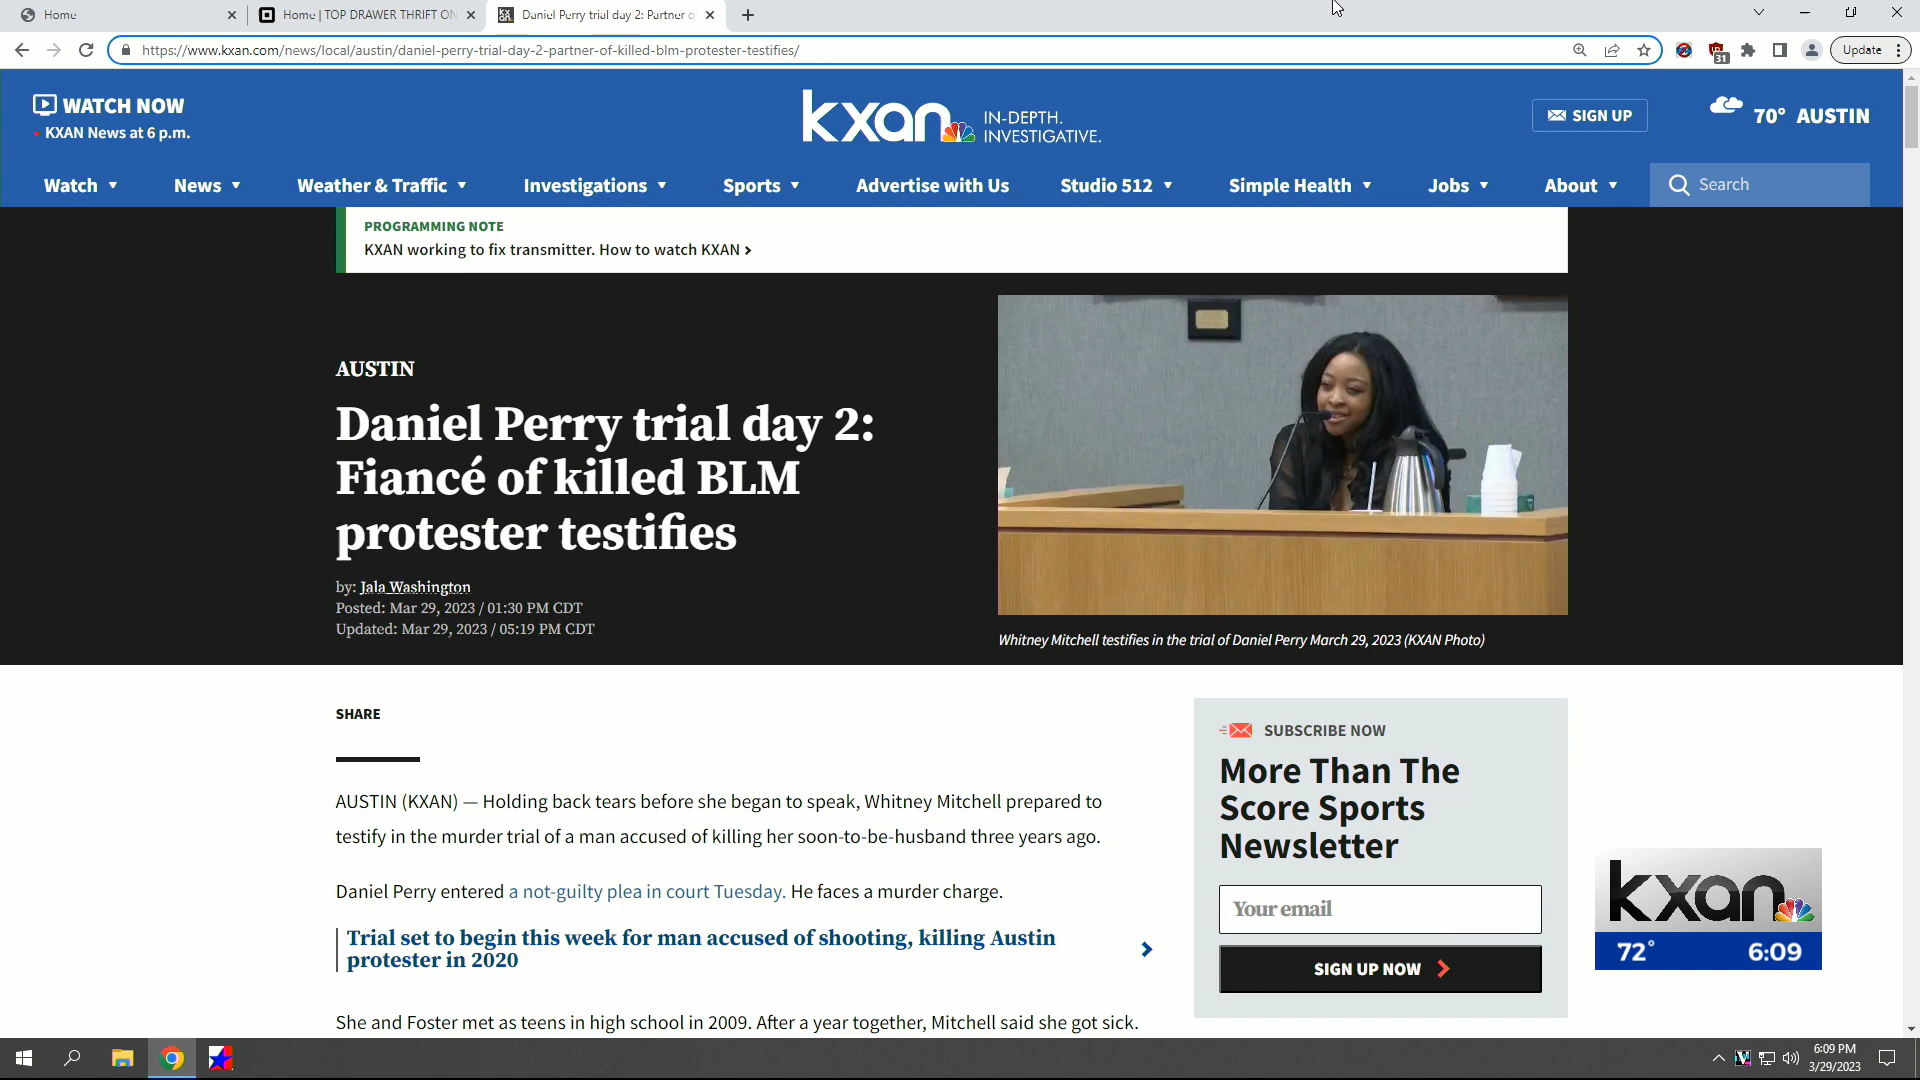 Home
Home | TOP DRAWER THRIFT ON
Daniel Perry trial day 2: Partner o
https://www.kxan.com/news/local/austin/daniel-perry-trial-day-2-partner-of-killed-blm-protester-testifies/
31
Update
WATCH NOW
KXAN News at 6 p.m.
kxan
IN-DEPTH.
INVESTIGATIVE.
SIGN UP
70° AUSTIN
Watch
News
Weather & Traffic
Investigations
Sports
Advertise with Us
Studio 512
Simple Health
Jobs
About
Search
PROGRAMMING NOTE
KXAN working to fix transmitter. How to watch KXAN
AUSTIN
Daniel Perry trial day 2:
Fiancé of killed BLM
protester testifies
by: Jala Washington
Posted: Mar 29, 2023 / 01:30 PM CDT
Updated: Mar 29, 2023 / 05:19 PM CDT
Whitney Mitchell testifies in the trial of Daniel Perry March 29, 2023 (KXAN Photo)
SHARE
AUSTIN (KXAN) — Holding back tears before she began to speak, Whitney Mitchell prepared to
testify in the murder trial of a man accused of killing her soon-to-be-husband three years ago.
Daniel Perry entered a not-guilty plea in court Tuesday. He faces a murder charge.
Trial set to begin this week for man accused of shooting, killing Austin
protester in 2020
She and Foster met as teens in high school in 2009. After a year together, Mitchell said she got sick.
SUBSCRIBE NOW
More Than The
Score Sports
Newsletter
Your email
SIGN UP NOW
kxan
72° 6:09
6:09 PM
3/29/2023